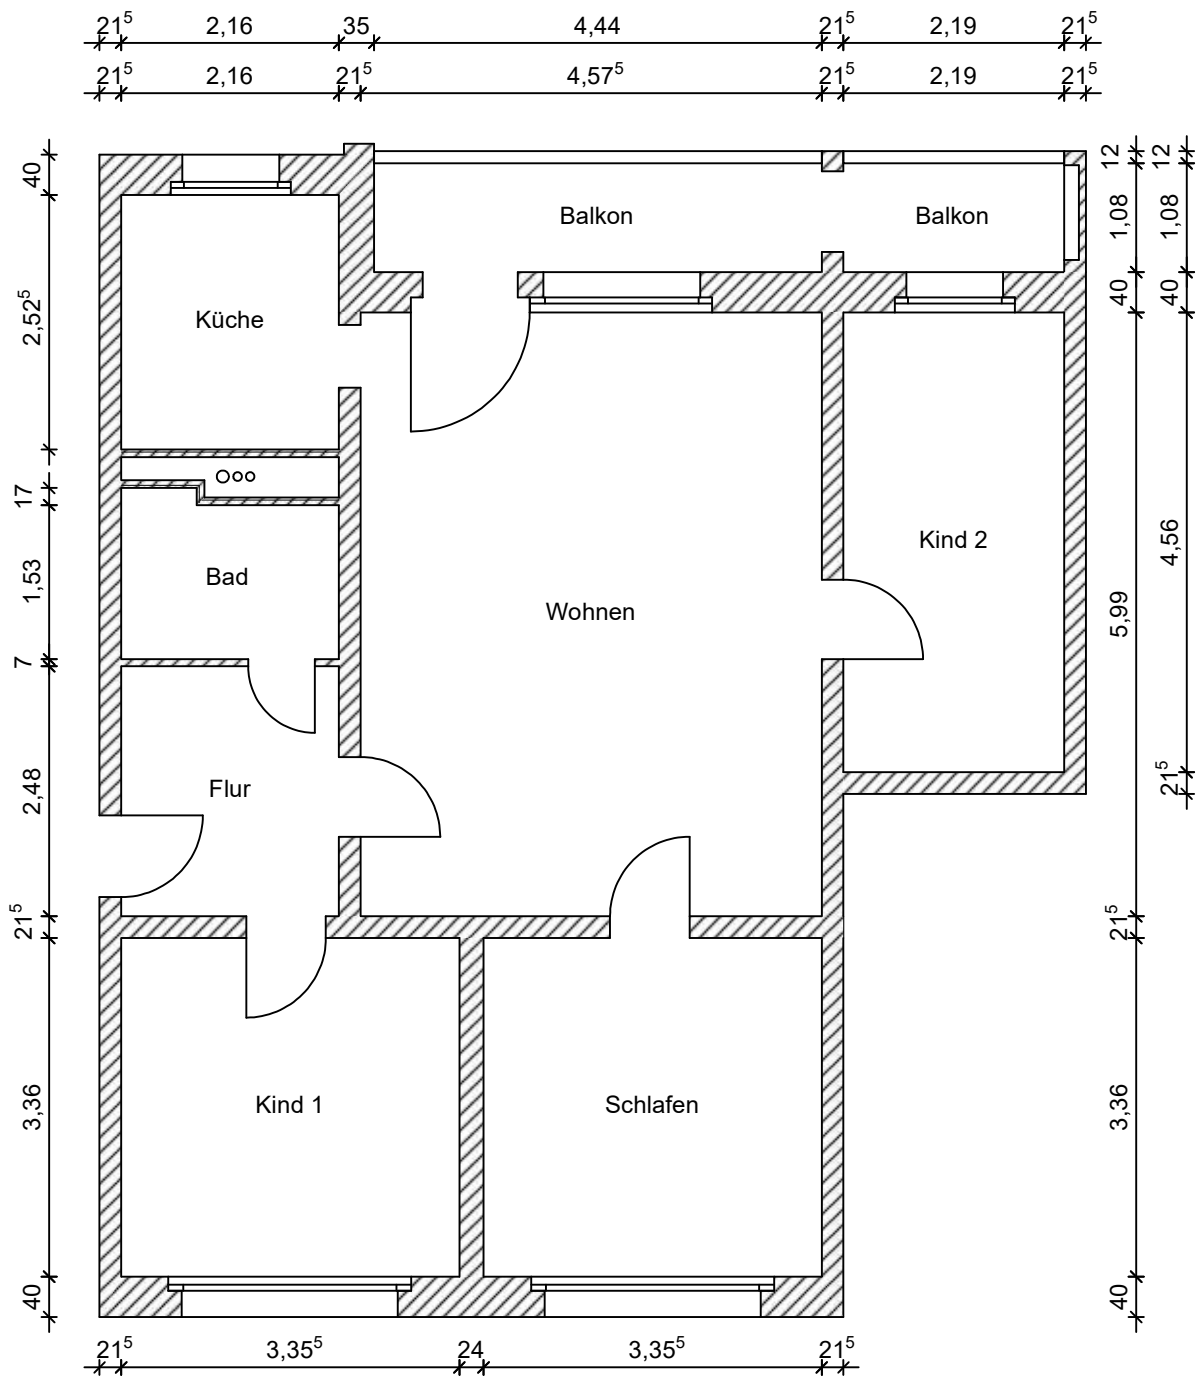 21⁵ 2,16 35 4,44 21⁵ 2,19 21⁵
21⁵ 2,16 21⁵ 4,57⁵ 21⁵ 2,19 21⁵
40
2,52⁵
17
1,53
7
2,48
21⁵
3,36
40
Balkon Balkon
Küche
Kind 2
Bad
Wohnen
Flur
Kind 1 Schlafen
12
1,08
40
5,99
21⁵
3,36
40
12
1,08
40
4,56
21⁵
21⁵ 3,35⁵ 24 3,35⁵ 21⁵